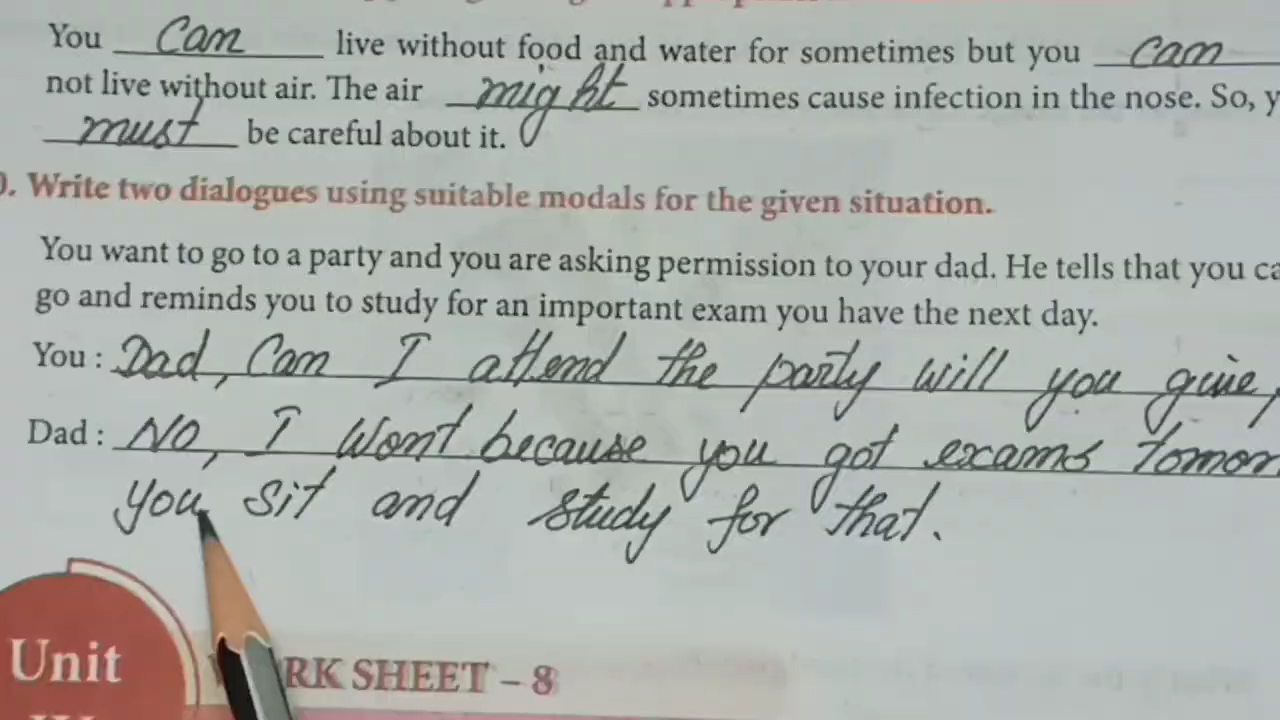 You Can live without food and water for sometimes but you can
not live without air. The air might sometimes cause infection in the nose. So, y
must be careful about it.
. Write two dialogues using suitable modals for the given situation.
You want to go to a party and you are asking permission to your dad. He tells that you ca
go and reminds you to study for an important exam you have the next day.
You : Dad, Can I attend the party will you give,
Dad : No, I Wont because you got exams tomor
you sit and study for that.
Unit
RK SHEET – 8